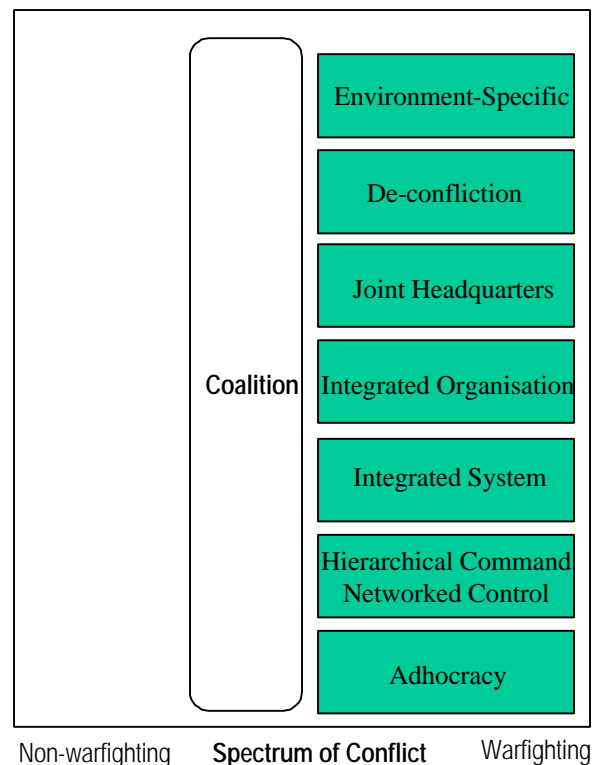 Environment-Specific
De-confliction
Joint Headquarters
Coalition
Integrated Organisation
Integrated System
Hierarchical Command
Networked Control
Adhocracy
Non-warfighting
Spectrum of Conflict
Warfighting